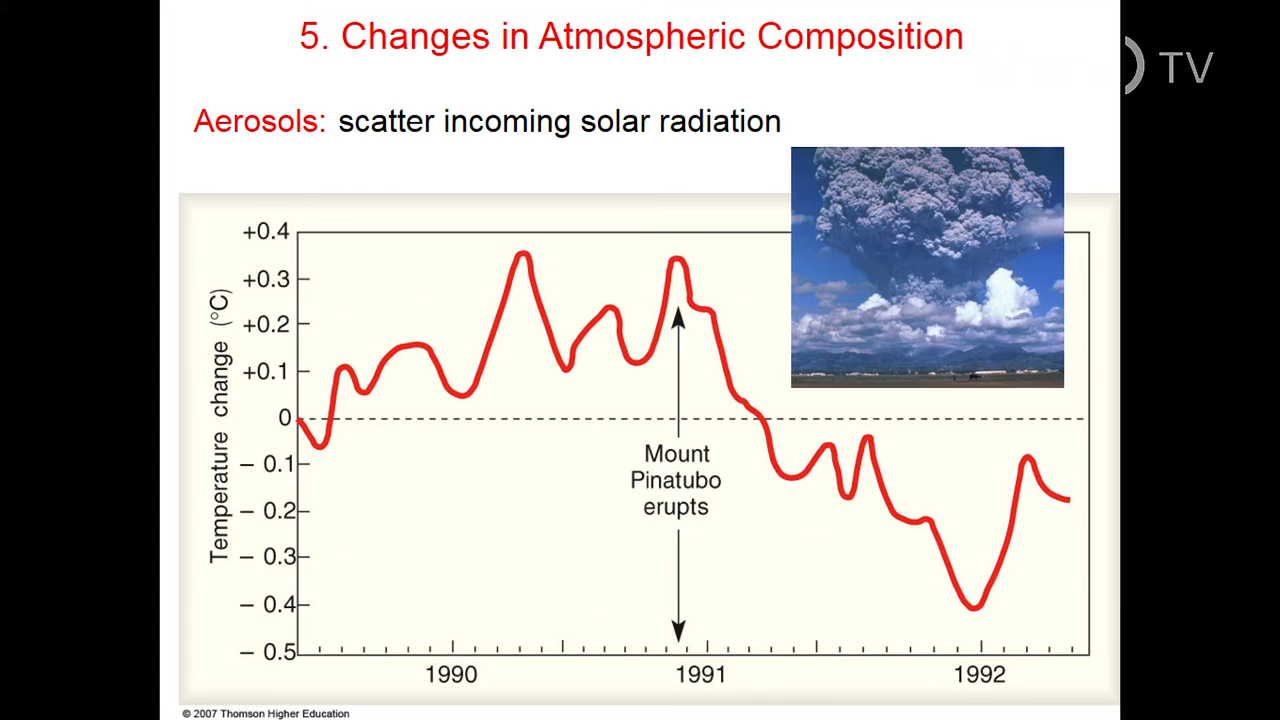 5. Changes in Atmospheric Composition
TV
Aerosols: scatter incoming solar radiation
+0.4
+0.3
+0.2
+0.1
0
– 0.1
– 0.2
– 0.3
– 0.4
– 0.5
Temperature change (°C)
Mount
Pinatubo
erupts
1990
1991
1992
© 2007 Thomson Higher Education